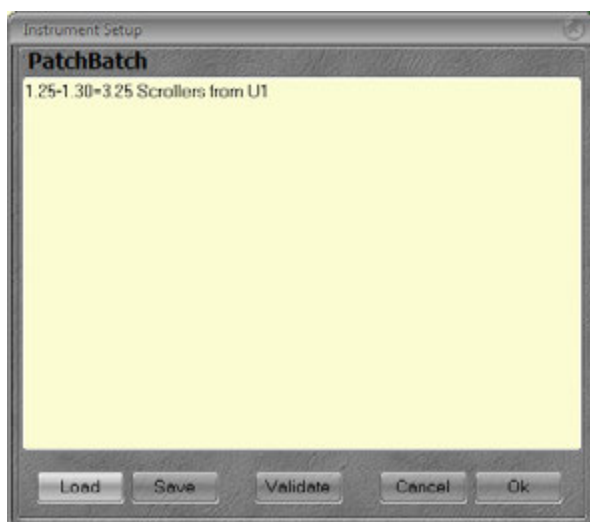 Instrument Setup
PatchBatch
1.25-1.30=3.25 Scrollers from U1
Load Save Validate Cancel Ok